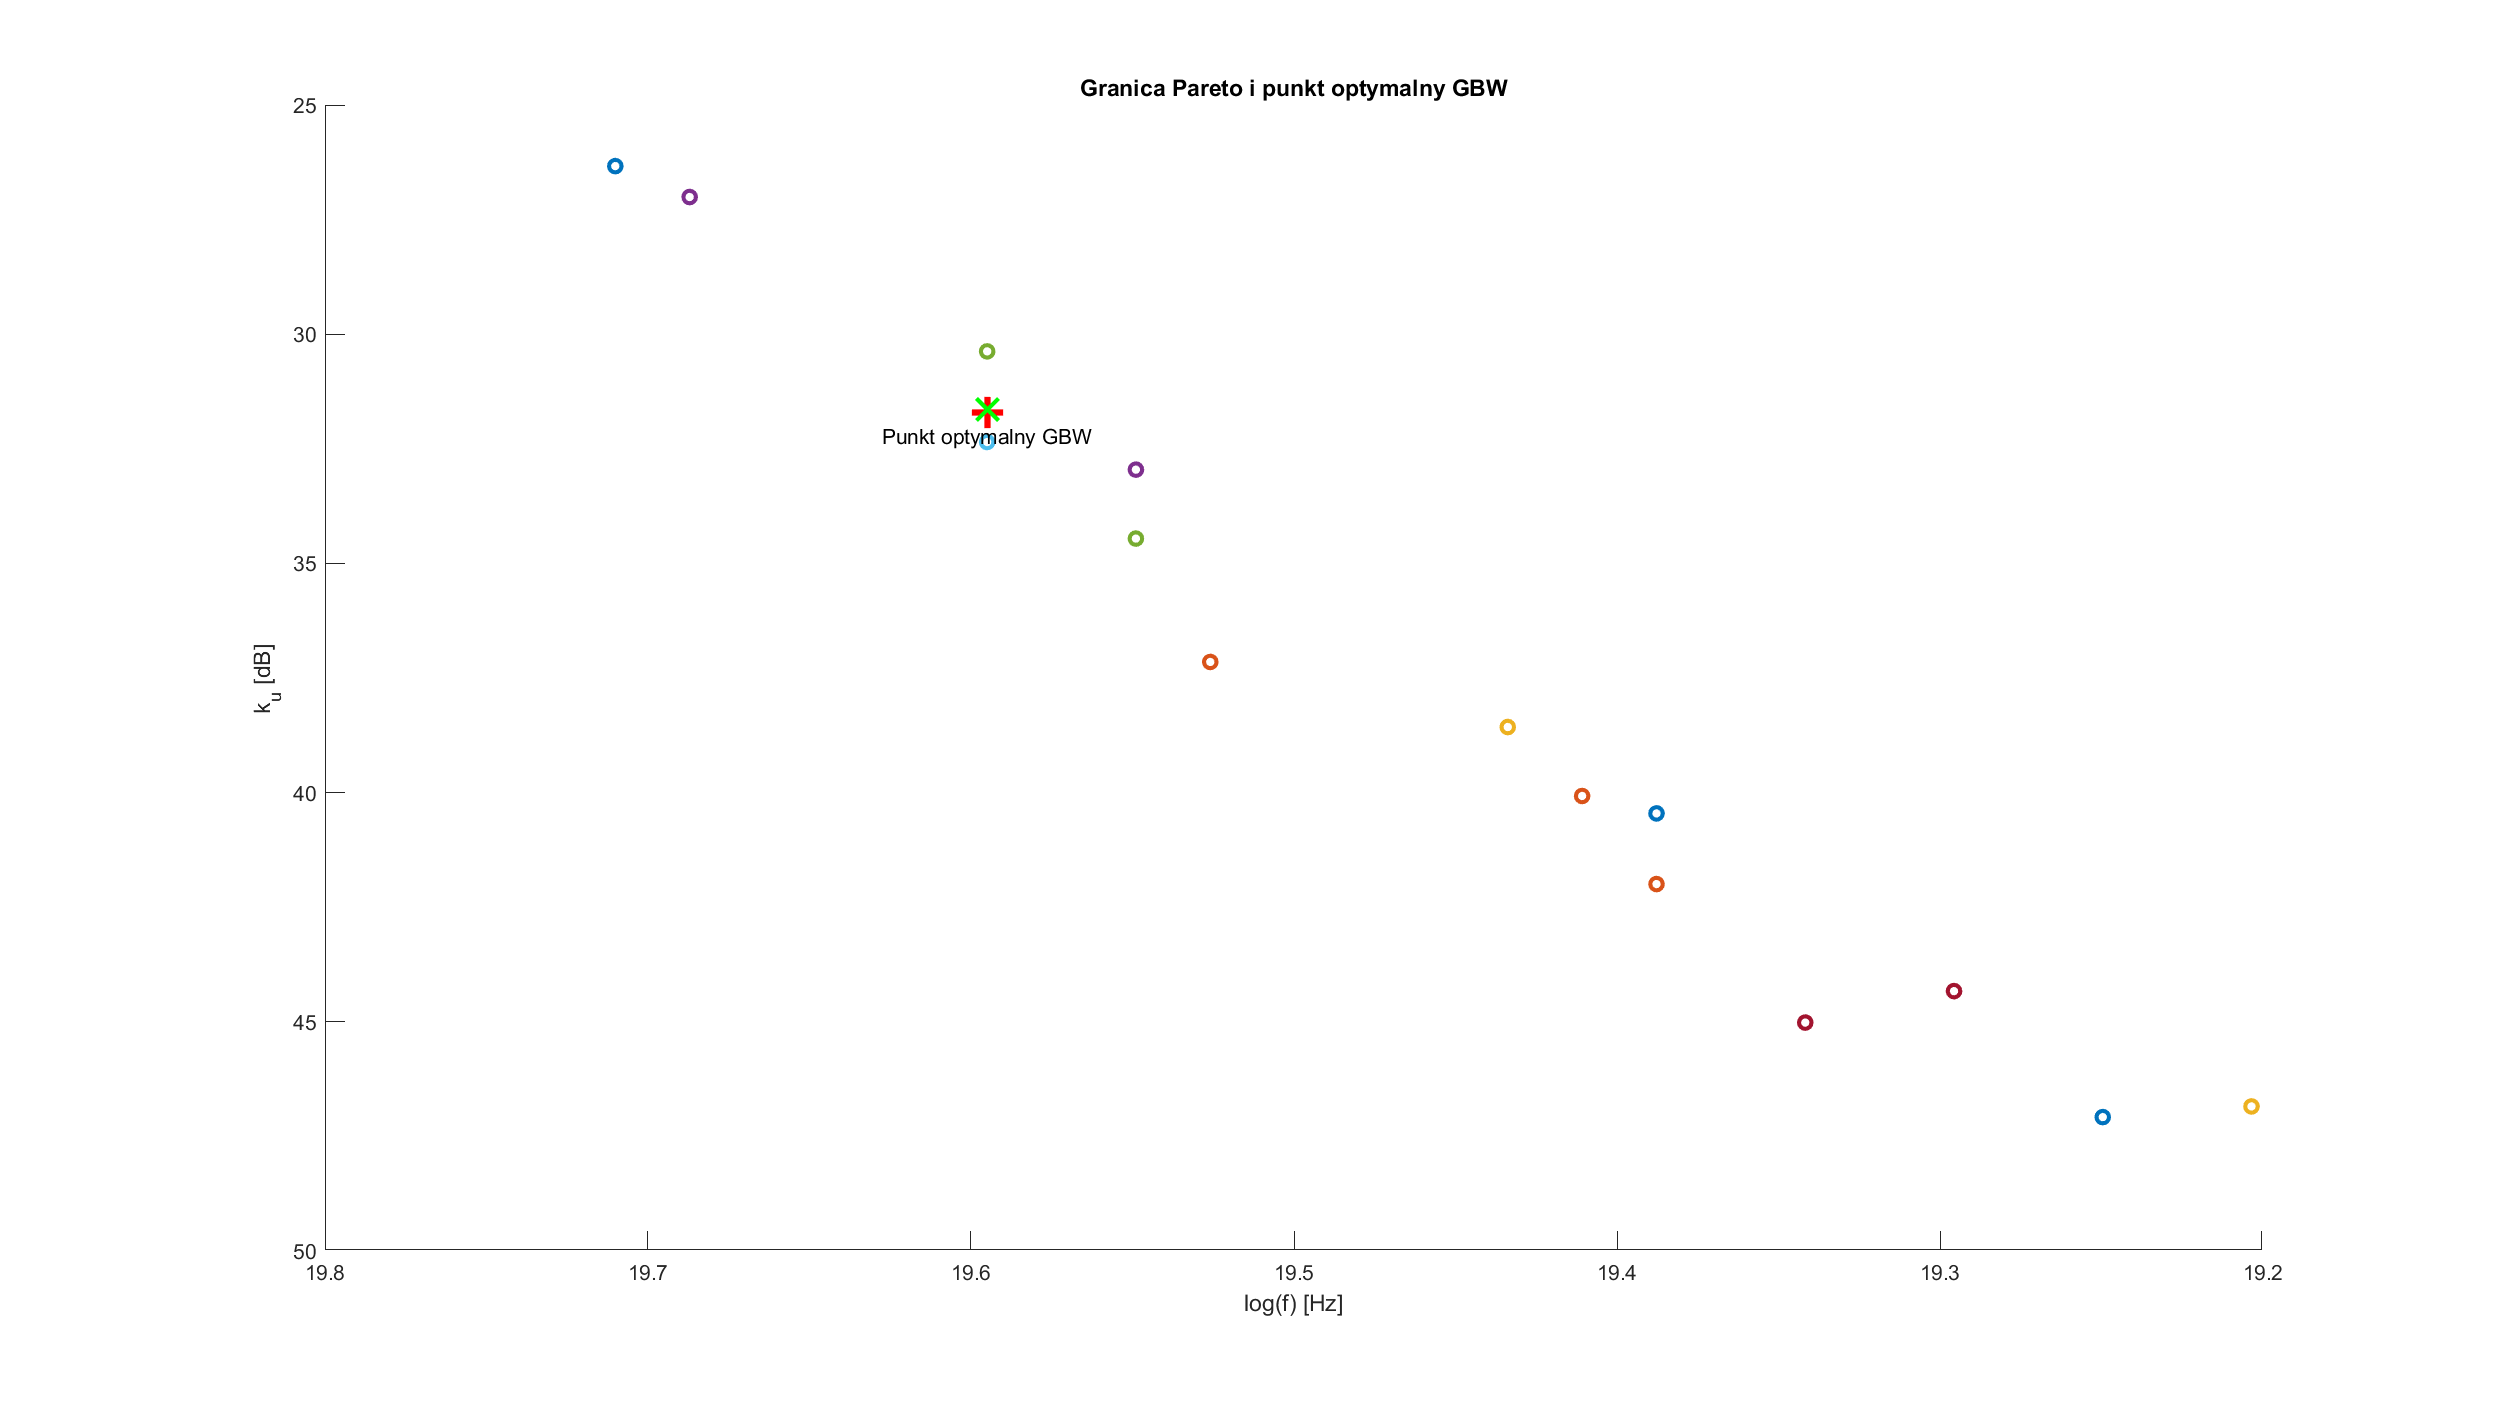 Granica Pareto i punkt optymalny GBW
25
30
Punkt optymalny GBW
35
k_u [dB]
40
45
50
19.8 19.7 19.6 19.5 19.4 19.3 19.2
log(f) [Hz]